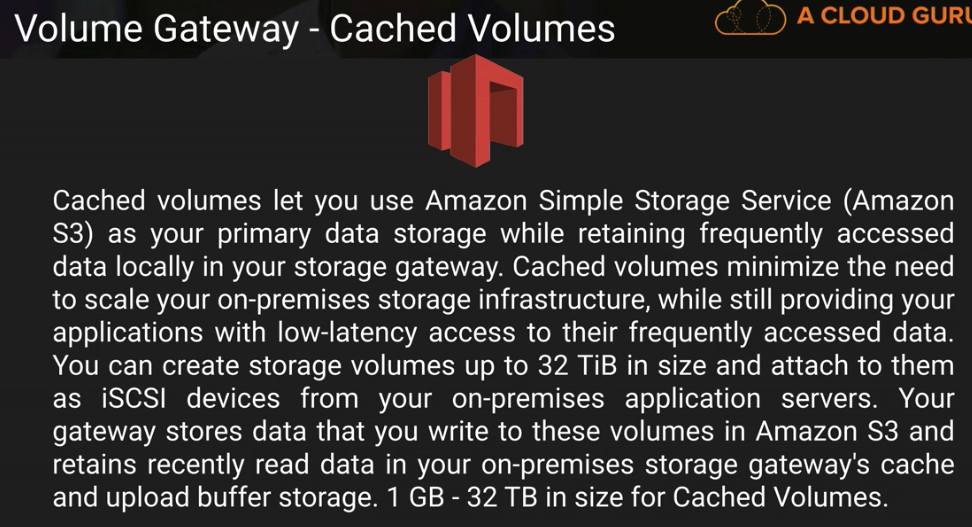 Volume Gateway - Cached Volumes
A CLOUD GURU
Cached volumes let you use Amazon Simple Storage Service (Amazon
S3) as your primary data storage while retaining frequently accessed
data locally in your storage gateway. Cached volumes minimize the need
to scale your on-premises storage infrastructure, while still providing your
applications with low-latency access to their frequently accessed data.
You can create storage volumes up to 32 TiB in size and attach to them
as iSCSI devices from your on-premises application servers. Your
gateway stores data that you write to these volumes in Amazon S3 and
retains recently read data in your on-premises storage gateway's cache
and upload buffer storage. 1 GB - 32 TB in size for Cached Volumes.